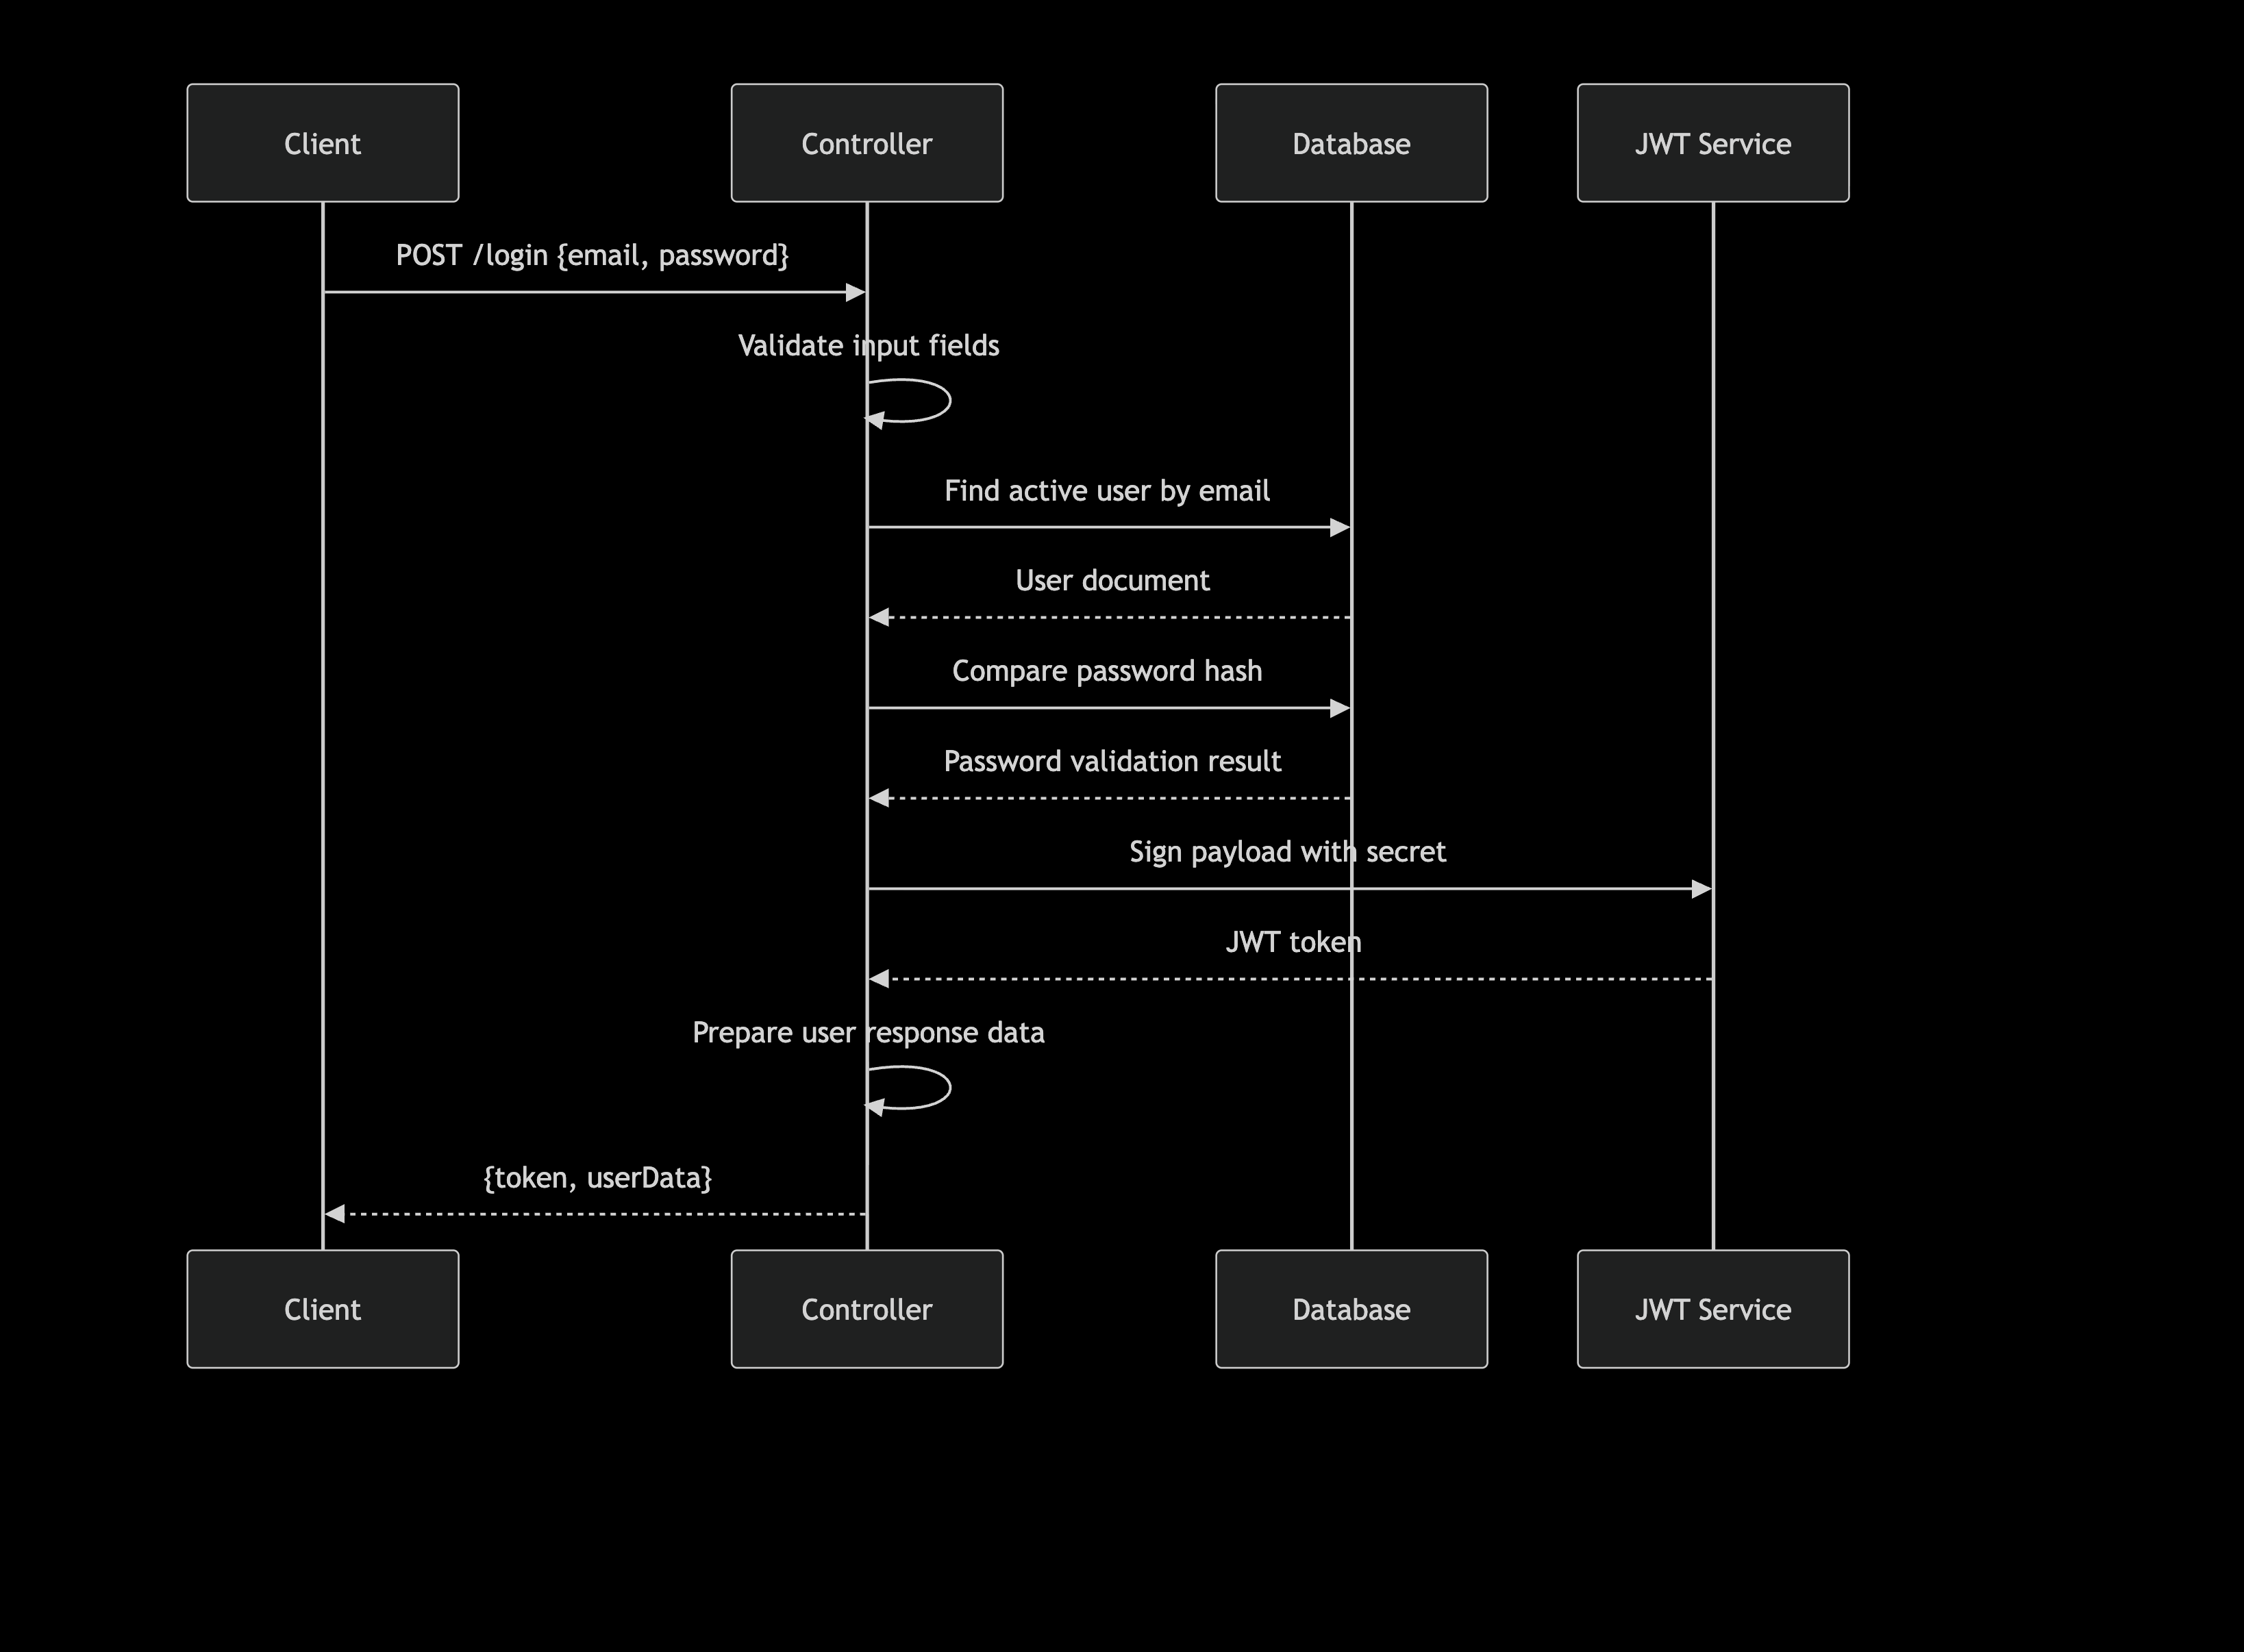 Client
Controller
Database
JWT Service
POST /login {email, password}
Validate input fields
Find active user by email
User document
Compare password hash
Password validation result
Sign payload with secret
JWT token
Prepare user response data
{token, userData}
Client
Controller
Database
JWT Service